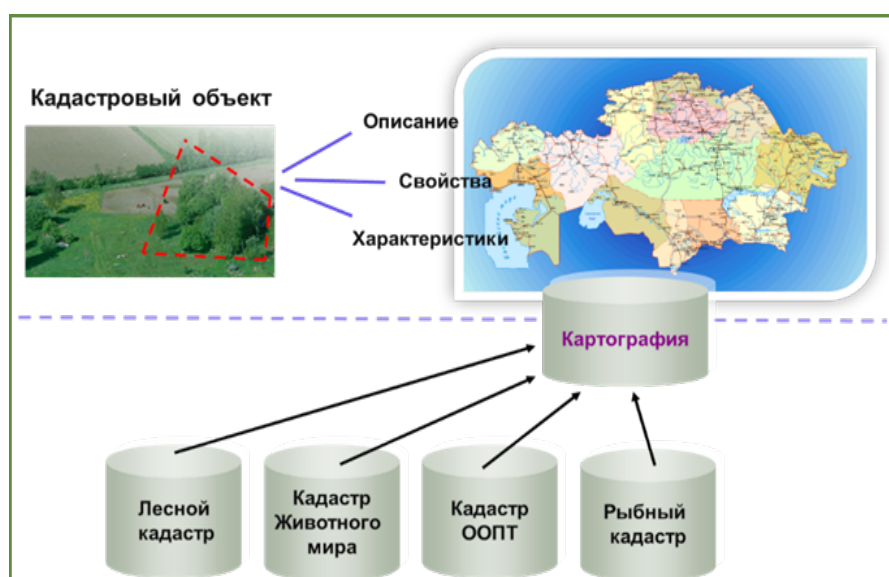 Кадастровый объект
Описание
Свойства
Характеристики
Картография
Лесной
кадастр
Кадастр
Животного
мира
Кадастр
ООПТ
Рыбный
кадастр